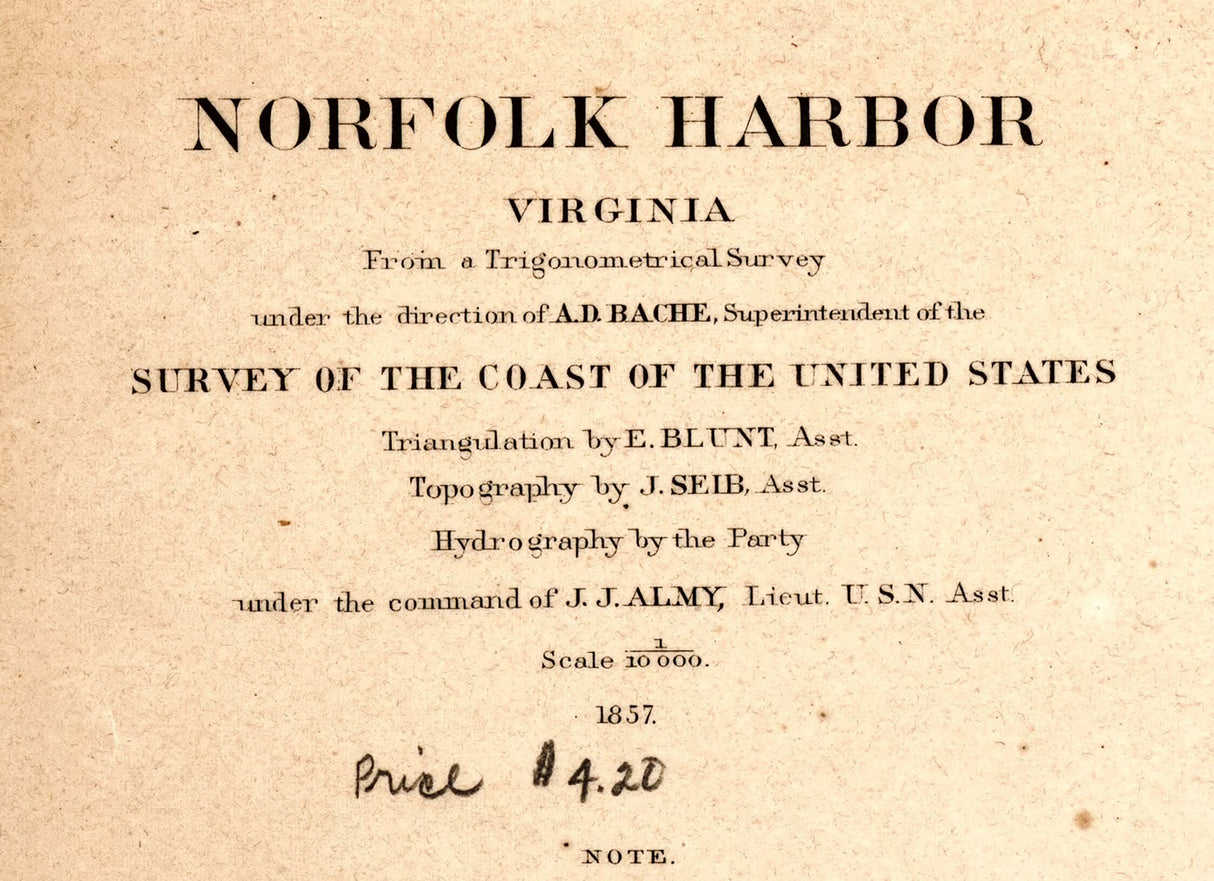 NORFOLK HARBOR
VIRGINIA
From a Trigonometrical Survey
under the direction of A.D. BACHE, Superintendent of the
SURVEY OF THE COAST OF THE UNITED STATES
Triangulation by E. BLUNT, Asst.
Topography by J. SEIB, Asst.
Hydrography by the Party
under the command of J. J. ALMY, Lieut. U. S. N. Asst.
Scale 1/10 000.
1857.
Price $4.20
NOTE.